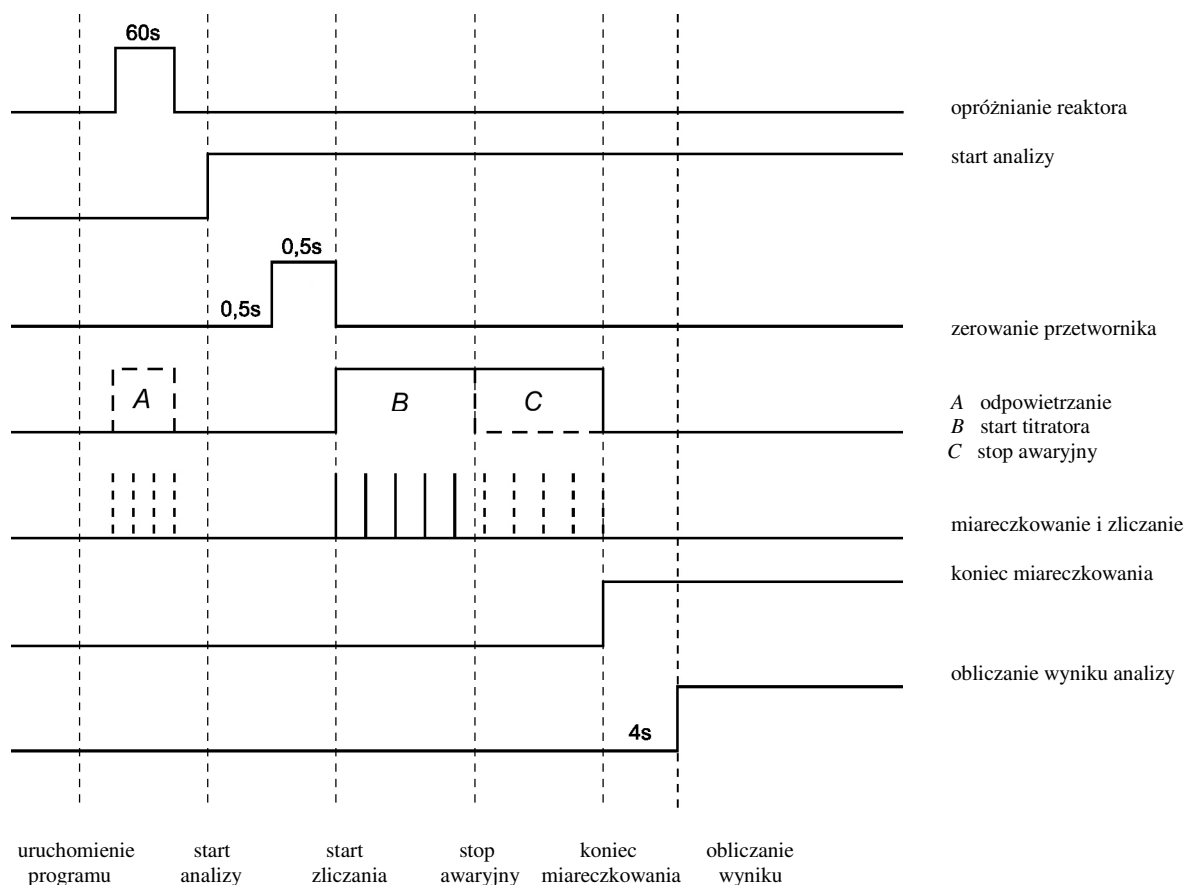 60s
opróżnianie reaktora
start analizy
0,5s
0,5s
zerowanie przetwornika
A
B
C
A odpowietrzanie
B start titratora
C stop awaryjny
miareczkowanie i zliczanie
koniec miareczkowania
obliczanie wyniku analizy
4s
uruchomienie
programu
start
analizy
start
zliczania
stop
awaryjny
koniec
miareczkowania
obliczanie
wyniku